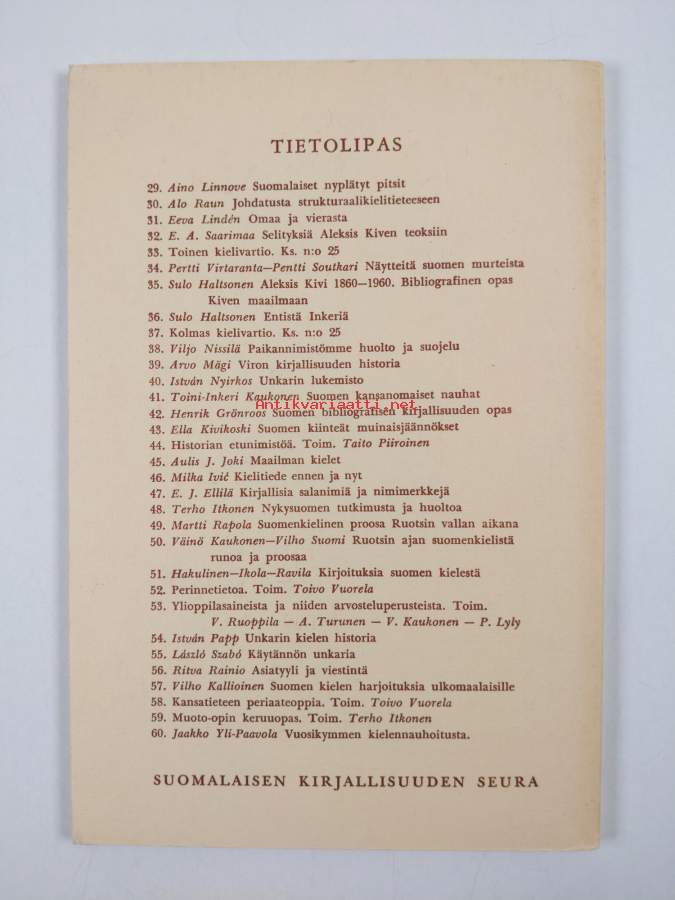 TIETOLIPAS
29. Aino Linnove Suomalaiset nyplätyt pitsit
30. Alo Raun Johdatusta strukturaalikielitieteeseen
31. Eeva Lindén Omaa ja vierasta
32. E. A. Saarimaa Selityksiä Aleksis Kiven teoksiin
33. Toinen kielivartio. Ks. n:o 25
34. Pertti Virtaranta—Pentti Soutkari Näytteitä suomen murteista
35. Sulo Haltsonen Aleksis Kivi 1860—1960. Bibliografinen opas
Kiven maailmaan
36. Sulo Haltsonen Entistä Inkeriä
37. Kolmas kielivartio. Ks. n:o 25
38. Viljo Nissilä Paikannimistömme huolto ja suojelu
39. Arvo Mägi Viron kirjallisuuden historia
40. István Nyirkos Unkarin lukemisto
41. Toini-Inkeri Kaukonen Suomen kansanomaiset nauhat
Antikvariaatti.net
42. Henrik Grönroos Suomen bibliografisen kirjallisuuden opas
43. Ella Kivikoski Suomen kiinteät muinaisjäännökset
44. Historian etunimistöä. Toim. Taito Piiroinen
45. Aulis J. Joki Maailman kielet
46. Milka Ivić Kielitiede ennen ja nyt
47. E. J. Ellilä Kirjallisia salanimiä ja nimimerkkejä
48. Terho Itkonen Nykysuomen tutkimusta ja huoltoa
49. Martti Rapola Suomenkielinen proosa Ruotsin vallan aikana
50. Väinö Kaukonen—Vilho Suomi Ruotsin ajan suomenkielistä
runoa ja proosaa
51. Hakulinen—Ikola—Ravila Kirjoituksia suomen kielestä
52. Perinnetietoa. Toim. Toivo Vuorela
53. Ylioppilasaineista ja niiden arvosteluperusteista. Toim.
V. Ruoppila — A. Turunen — V. Kaukonen — P. Lyly
54. István Papp Unkarin kielen historia
55. László Szabó Käytännön unkaria
56. Ritva Rainio Asiatyyli ja viestintä
57. Vilho Kallioinen Suomen kielen harjoituksia ulkomaalaisille
58. Kansatieteen periaateoppia. Toim. Toivo Vuorela
59. Muoto-opin keruuopas. Toim. Terho Itkonen
60. Jaakko Yli-Paavola Vuosikymmen kielennauhoitusta.
SUOMALAISEN KIRJALLISUUDEN SEURA